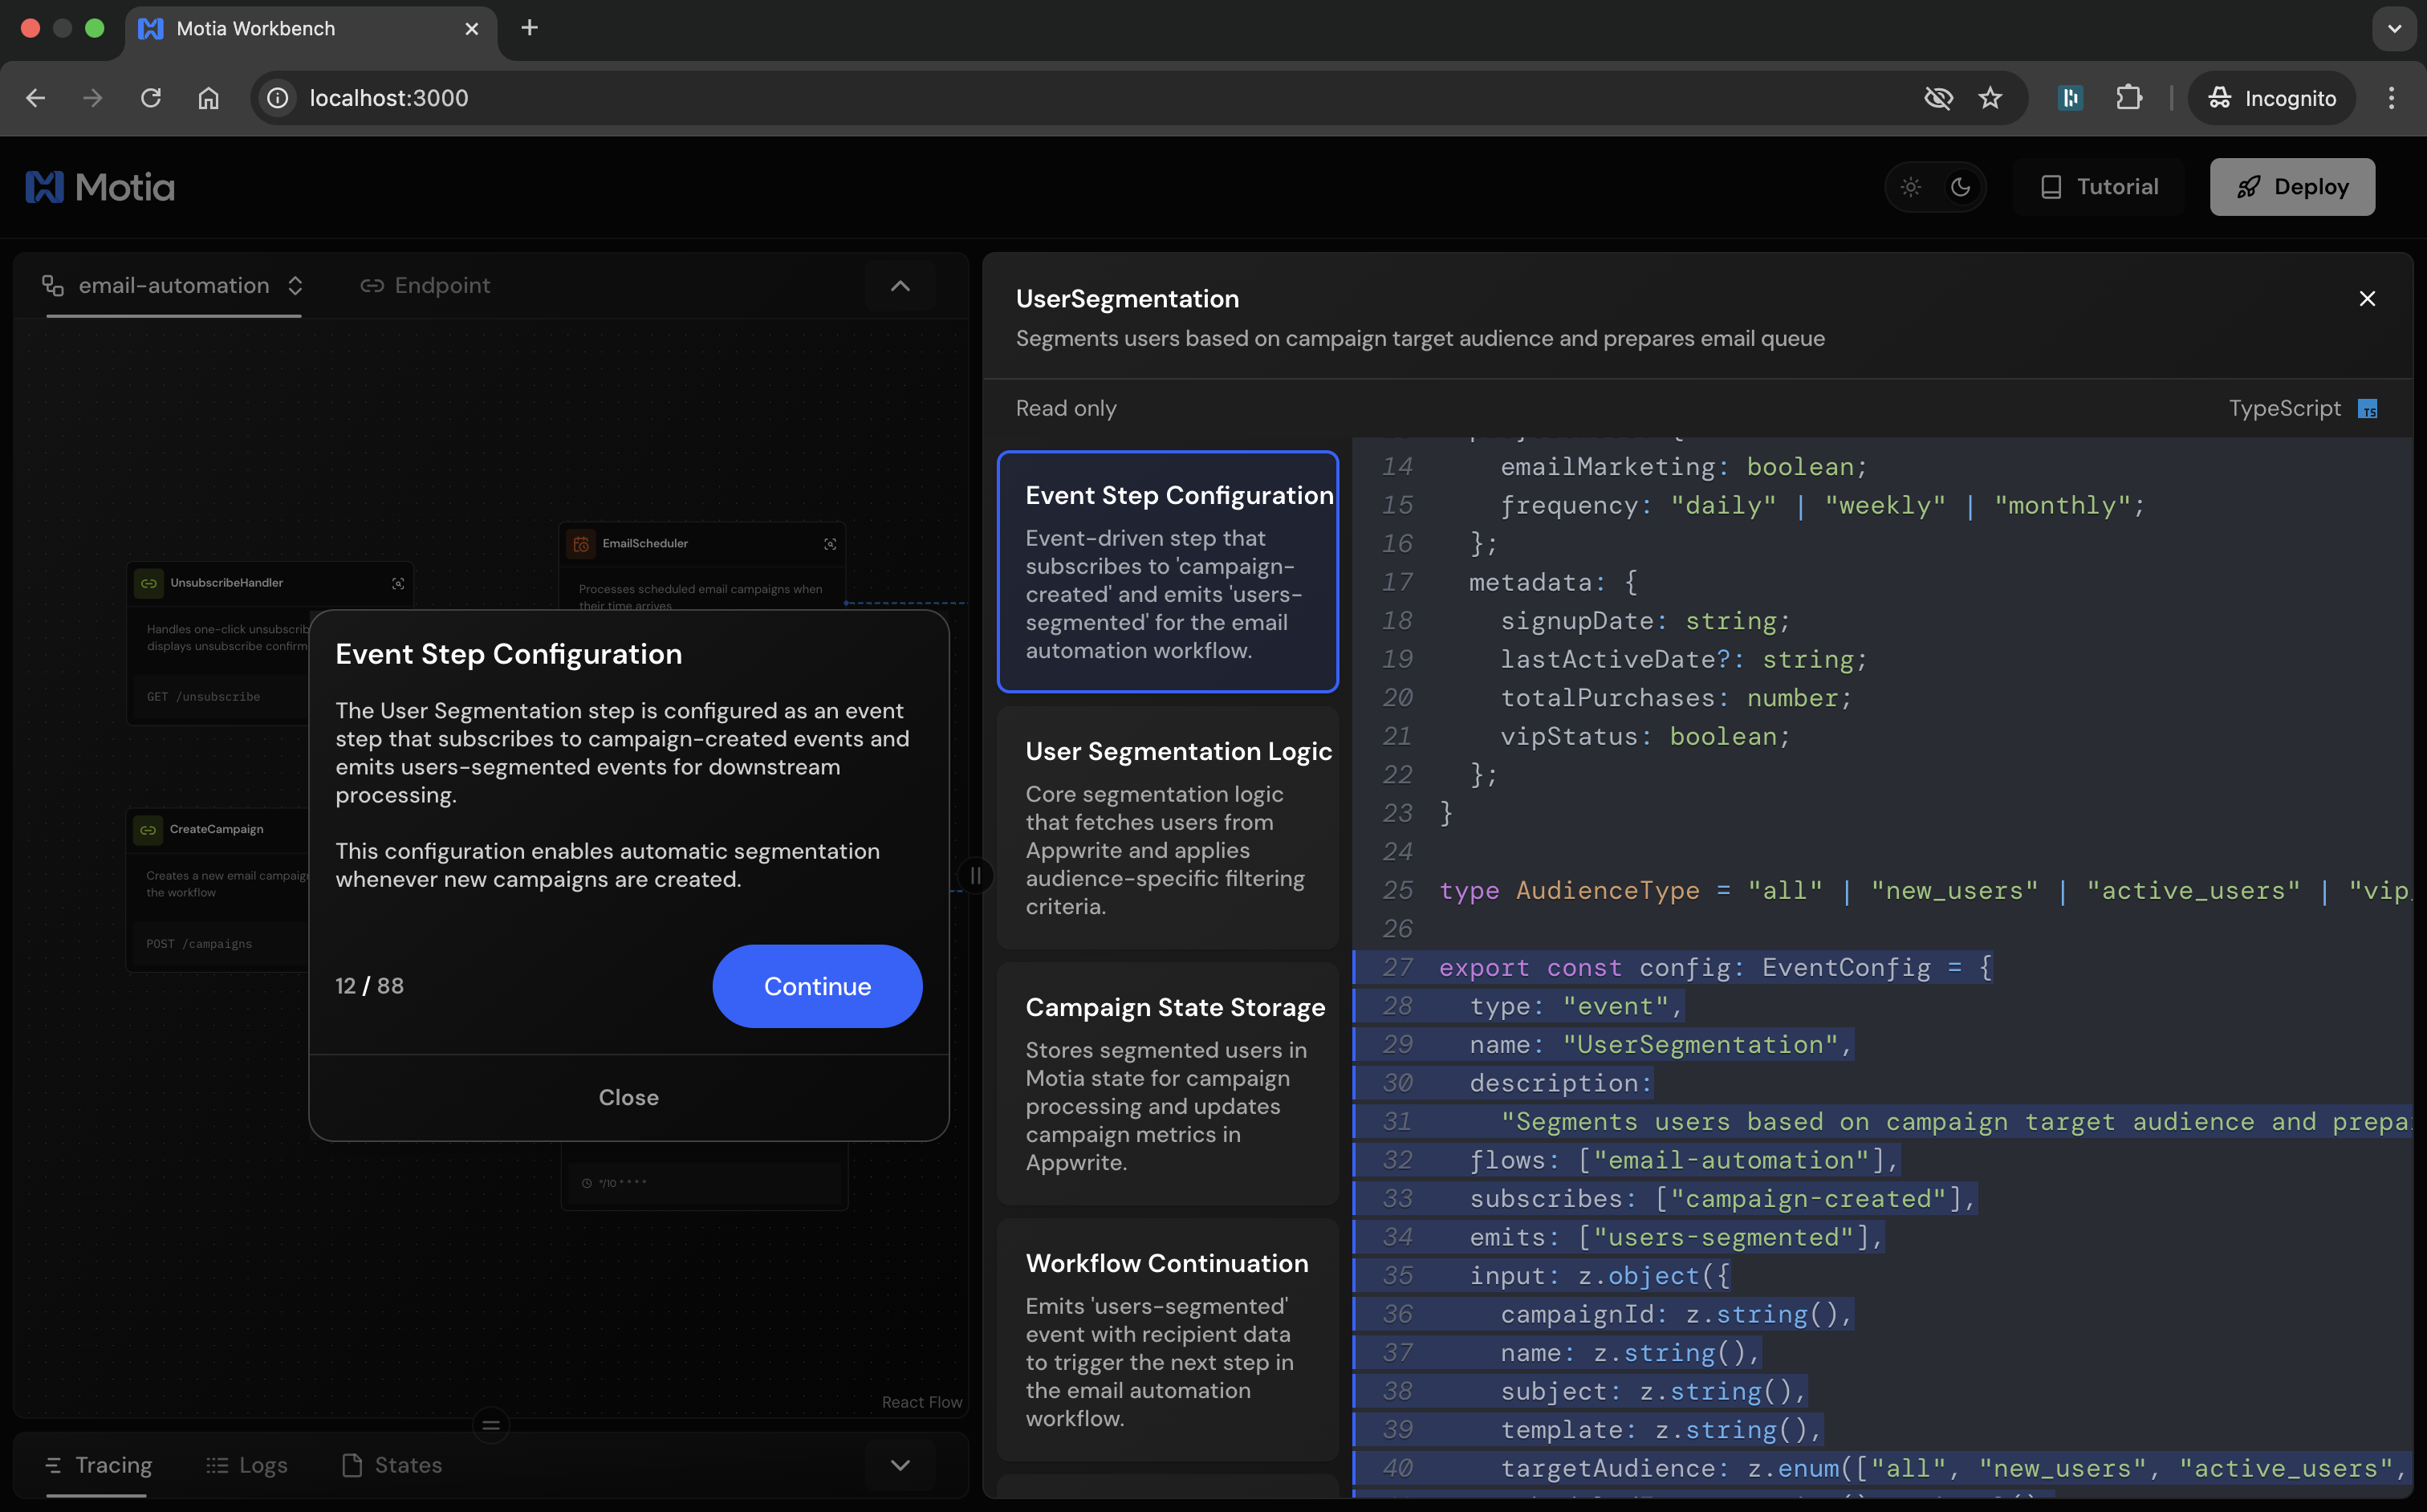 Motia Workbench
localhost:3000
Incognito
Motia
Tutorial
Deploy
email-automation
Endpoint
UnsubscribeHandler
Handles one-click unsubscrib
displays unsubscribe confirm
GET /unsubscribe
EmailScheduler
Processes scheduled email campaigns when
their time arrives
CreateCampaign
Creates a new email campaign
the workflow
POST /campaigns
*/10 * * * *
React Flow
Event Step Configuration
The User Segmentation step is configured as an event
step that subscribes to campaign-created events and
emits users-segmented events for downstream
processing.
This configuration enables automatic segmentation
whenever new campaigns are created.
12 / 88
Continue
Close
Tracing
Logs
States
UserSegmentation
Segments users based on campaign target audience and prepares email queue
Read only
TypeScript
TS
Event Step Configuration
Event-driven step that
subscribes to 'campaign-
created' and emits 'users-
segmented' for the email
automation workflow.
User Segmentation Logic
Core segmentation logic
that fetches users from
Appwrite and applies
audience-specific filtering
criteria.
Campaign State Storage
Stores segmented users in
Motia state for campaign
processing and updates
campaign metrics in
Appwrite.
Workflow Continuation
Emits 'users-segmented'
event with recipient data
to trigger the next step in
the email automation
workflow.
14 emailMarketing: boolean;
15 frequency: "daily" | "weekly" | "monthly";
16 };
17 metadata: {
18 signupDate: string;
19 lastActiveDate?: string;
20 totalPurchases: number;
21 vipStatus: boolean;
22 };
23 }
24
25 type AudienceType = "all" | "new_users" | "active_users" | "vip_
26
27 export const config: EventConfig = {
28 type: "event",
29 name: "UserSegmentation",
30 description:
31 "Segments users based on campaign target audience and prepa
32 flows: ["email-automation"],
33 subscribes: ["campaign-created"],
34 emits: ["users-segmented"],
35 input: z.object({
36 campaignId: z.string(),
37 name: z.string(),
38 subject: z.string(),
39 template: z.string(),
40 targetAudience: z.enum(["all", "new_users", "active_users",